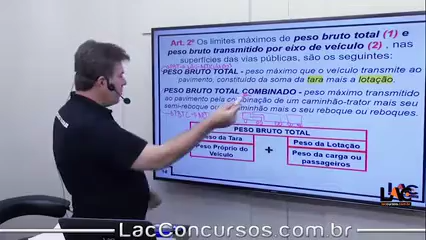 Art. 2º Os limites máximos de peso bruto total (1) e
peso bruto transmitido por eixo de veículo (2) , nas
superfícies das vias públicas, são os seguintes:
PESO BRUTO TOTAL - peso máximo que o veículo transmite ao
pavimento, constituído da soma da tara mais a lotação.
PESO BRUTO TOTAL COMBINADO - peso máximo transmitido
ao pavimento pela combinação de um caminhão-trator mais seu
semi-reboque ou caminhão mais o seu reboque ou reboques.
PESO BRUTO TOTAL
Peso da Tara
Peso Próprio do
Veículo
+
Peso da Lotação
Peso da carga ou
passageiros
LAC
LacConcursos.com.br